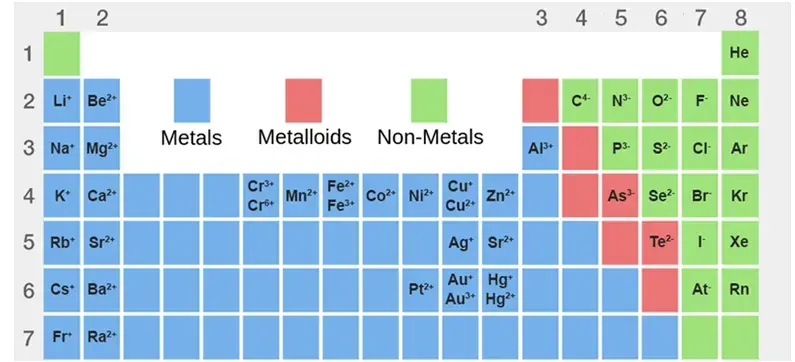 1 2 3 4 5 6 7 8
1 He
2 Li⁺ Be²⁺ C⁴⁻ N³⁻ O²⁻ F⁻ Ne
Metals Metalloids Non-Metals
3 Na⁺ Mg²⁺ Al³⁺ P³⁻ S²⁻ Cl⁻ Ar
4 K⁺ Ca²⁺ Cr³⁺ Cr⁶⁺ Mn²⁺ Fe²⁺ Fe³⁺ Co²⁺ Ni²⁺ Cu⁺ Cu²⁺ Zn²⁺ As³⁻ Se²⁻ Br⁻ Kr
5 Rb⁺ Sr²⁺ Ag⁺ Sr²⁺ Te²⁻ I⁻ Xe
6 Cs⁺ Ba²⁺ Pt²⁺ Au⁺ Au³⁺ Hg⁺ Hg²⁺ At⁻ Rn
7 Fr⁺ Ra²⁺